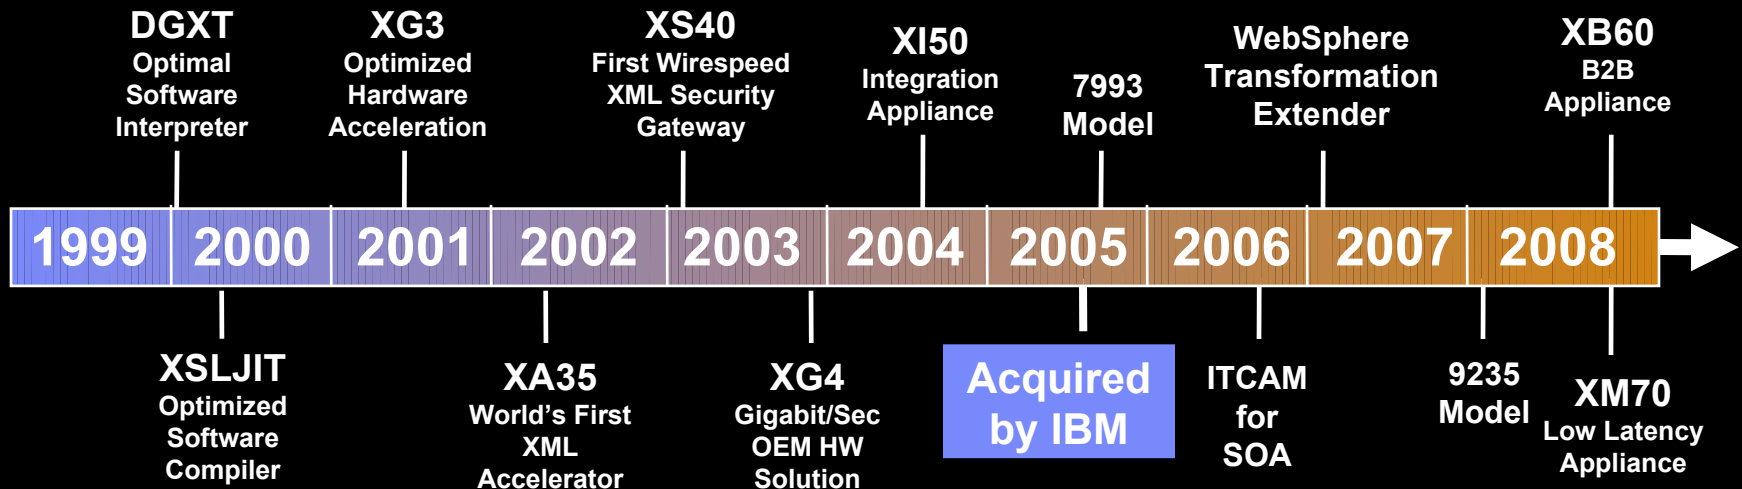 DGXT
Optimal
Software
Interpreter
XG3
Optimized
Hardware
Acceleration
XS40
First Wirespeed
XML Security
Gateway
XI50
Integration
Appliance
7993
Model
WebSphere
Transformation
Extender
XB60
B2B
Appliance
1999 2000 2001 2002 2003 2004 2005 2006 2007 2008
XSLJIT
Optimized
Software
Compiler
XA35
World’s First
XML
Accelerator
XG4
Gigabit/Sec
OEM HW
Solution
Acquired
by IBM
ITCAM
for
SOA
9235
Model
XM70
Low Latency
Appliance